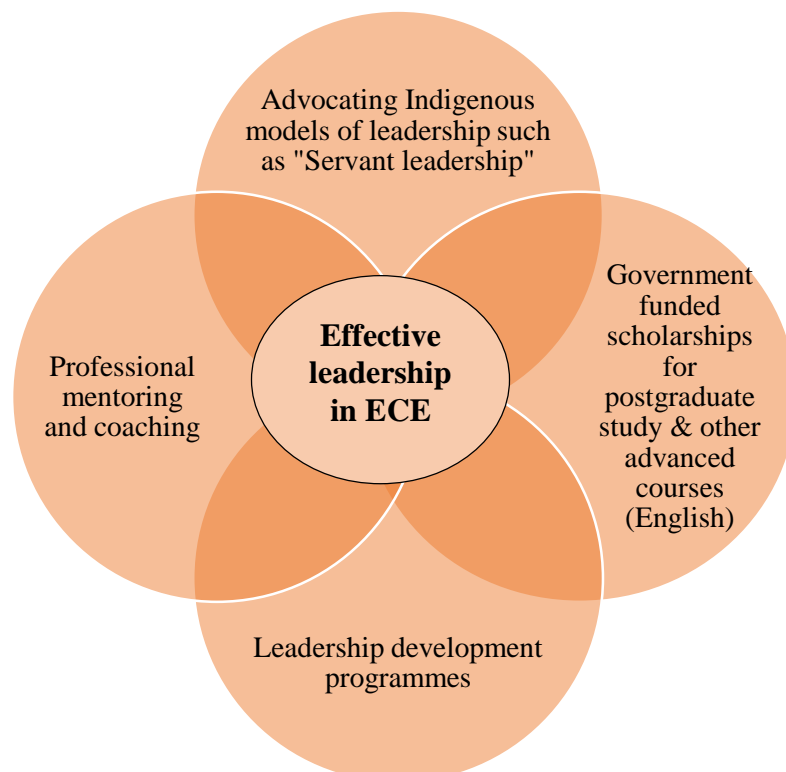 Advocating Indigenous
models of leadership such
as "Servant leadership"
Government
funded
scholarships
for
postgraduate
study & other
advanced
courses
(English)
Effective
leadership
in ECE
Professional
mentoring
and coaching
Leadership development
programmes